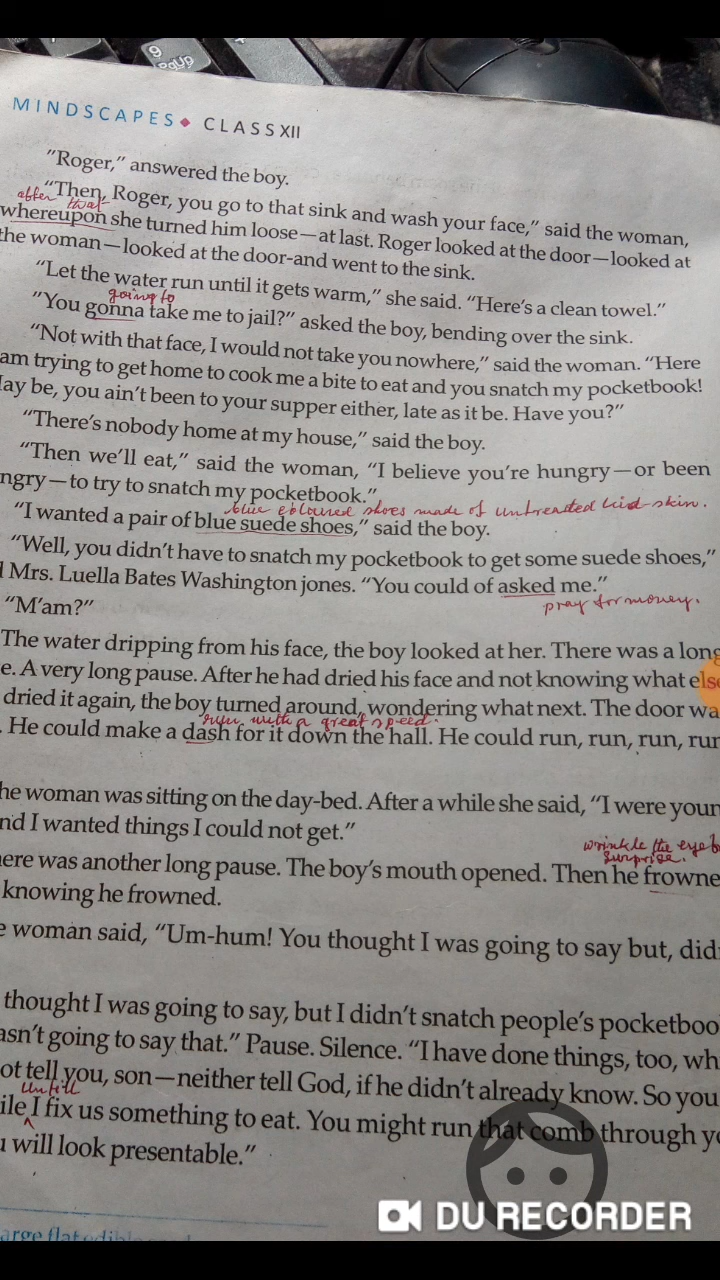 9
PgUp
MINDSCAPES◆ CLASS XII
"Roger," answered the boy.
"Then, Roger, you go to that sink and wash your face," said the woman,
after that
whereupon she turned him loose—at last. Roger looked at the door—looked at
the woman—looked at the door-and went to the sink.
"Let the water run until it gets warm," she said. "Here's a clean towel."
going to
"You gonna take me to jail?" asked the boy, bending over the sink.
"Not with that face, I would not take you nowhere," said the woman. "Here
am trying to get home to cook me a bite to eat and you snatch my pocketbook!
ay be, you ain't been to your supper either, late as it be. Have you?"
"There's nobody home at my house," said the boy.
"Then we'll eat," said the woman, "I believe you're hungry—or been
ngry—to try to snatch my pocketbook."
blue coloured shoes made of untreated kid skin.
"I wanted a pair of blue suede shoes," said the boy.
"Well, you didn't have to snatch my pocketbook to get some suede shoes,"
Mrs. Luella Bates Washington jones. "You could of asked me."
pray for money.
"M'am?"
The water dripping from his face, the boy looked at her. There was a long
e. A very long pause. After he had dried his face and not knowing what else
dried it again, the boy turned around, wondering what next. The door wa
run with a great speed.
. He could make a dash for it down the hall. He could run, run, run, run
he woman was sitting on the day-bed. After a while she said, "I were youn
nd I wanted things I could not get."
wrinkle the eyeb
surprise.
ere was another long pause. The boy's mouth opened. Then he frowne
knowing he frowned.
e woman said, "Um-hum! You thought I was going to say but, did
thought I was going to say, but I didn't snatch people's pocketboo
asn't going to say that." Pause. Silence. "I have done things, too, wh
ot tell you, son—neither tell God, if he didn't already know. So you
untill
ile I fix us something to eat. You might run that comb through yo
u will look presentable."
DU RECORDER